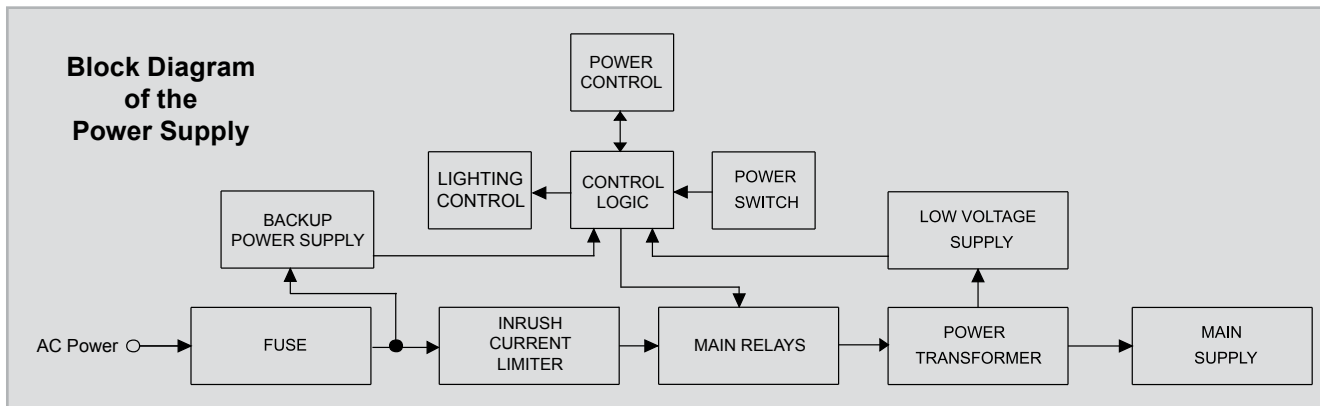 Block Diagram
of the
Power Supply
POWER
CONTROL
LIGHTING
CONTROL
CONTROL
LOGIC
POWER
SWITCH
BACKUP
POWER SUPPLY
LOW VOLTAGE
SUPPLY
AC Power
FUSE
INRUSH
CURRENT
LIMITER
MAIN RELAYS
POWER
TRANSFORMER
MAIN
SUPPLY